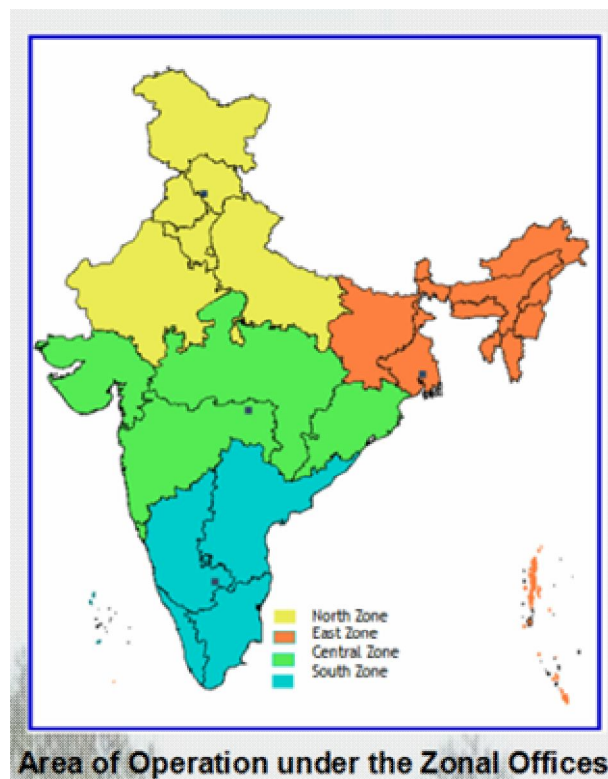 North Zone
East Zone
Central Zone
South Zone
Area of Operation under the Zonal Offices